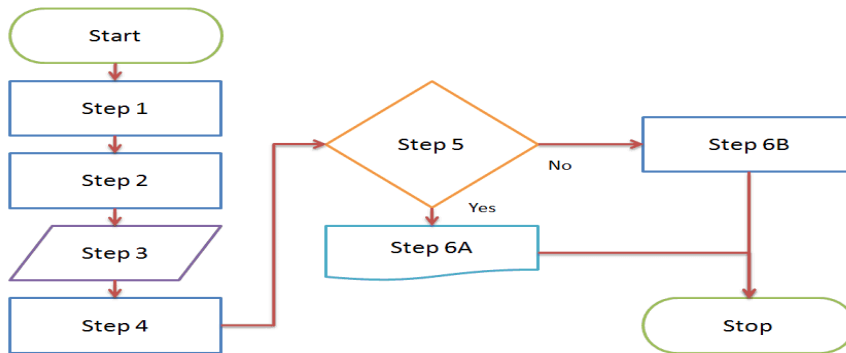 Start
Step 1
Step 2
Step 3
Step 4
Step 5
No
Yes
Step 6A
Step 6B
Stop